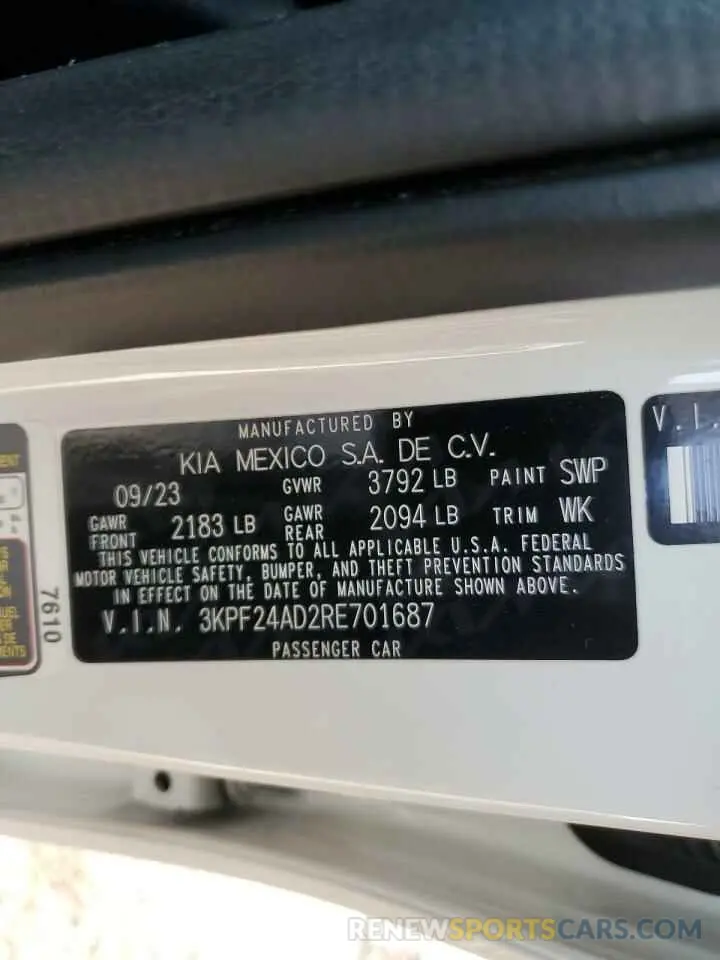 MANUFACTURED BY
KIA MEXICO S.A. DE C.V.
09/23 GVWR 3792 LB PAINT SWP
GAWR FRONT 2183 LB GAWR REAR 2094 LB TRIM WK
THIS VEHICLE CONFORMS TO ALL APPLICABLE U.S.A. FEDERAL
MOTOR VEHICLE SAFETY, BUMPER, AND THEFT PREVENTION STANDARDS
IN EFFECT ON THE DATE OF MANUFACTURE SHOWN ABOVE.
V.I.N. 3KPF24AD2RE701687
PASSENGER CAR
7610
V.I.
RENEWSPORTSCARS.COM